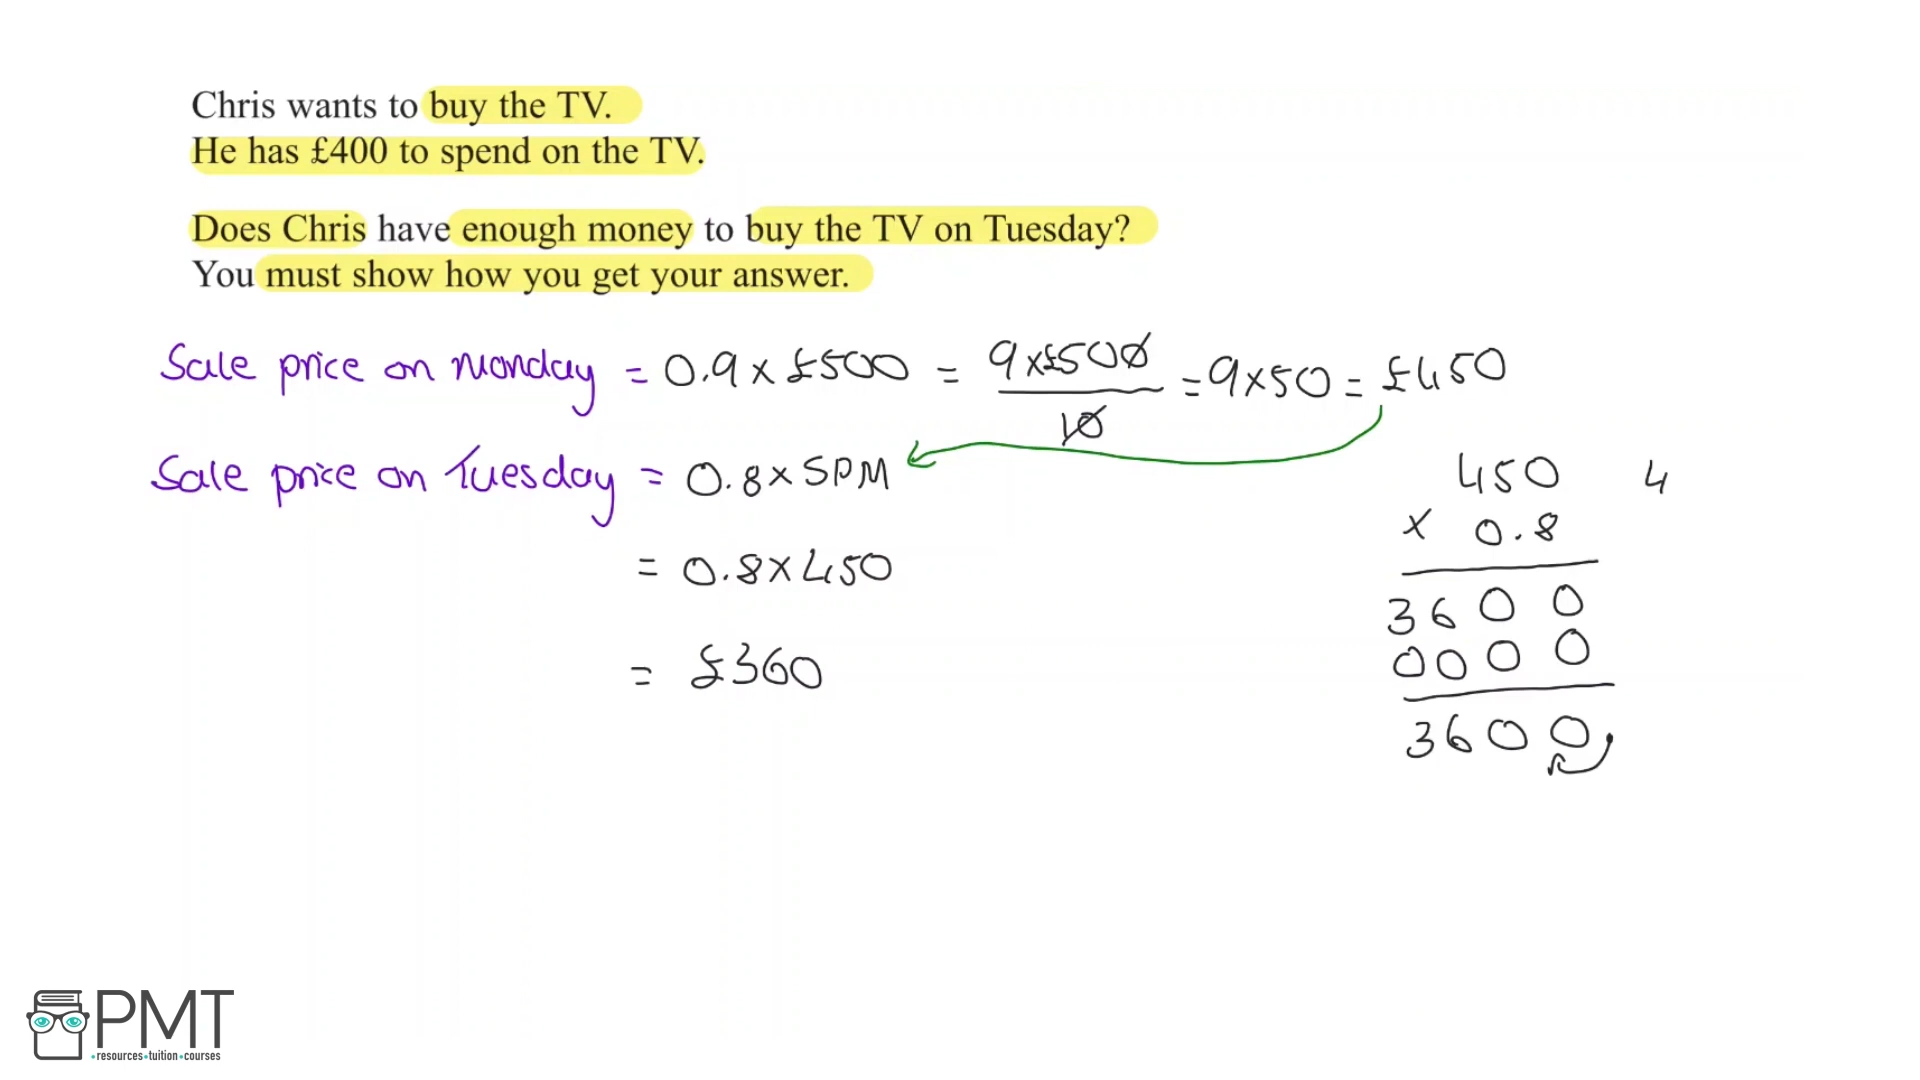 Chris wants to buy the TV.
He has £400 to spend on the TV.
Does Chris have enough money to buy the TV on Tuesday?
You must show how you get your answer.
Sale price on Monday = 0.9 x £500 = 9 x £500 / 10 = 9 x 50 = £450
Sale price on Tuesday = 0.8 x SPM
= 0.8 x 450
= £360
450 4
x 0.8
3600
0000
3600.
PMT
•resources•tuition•courses